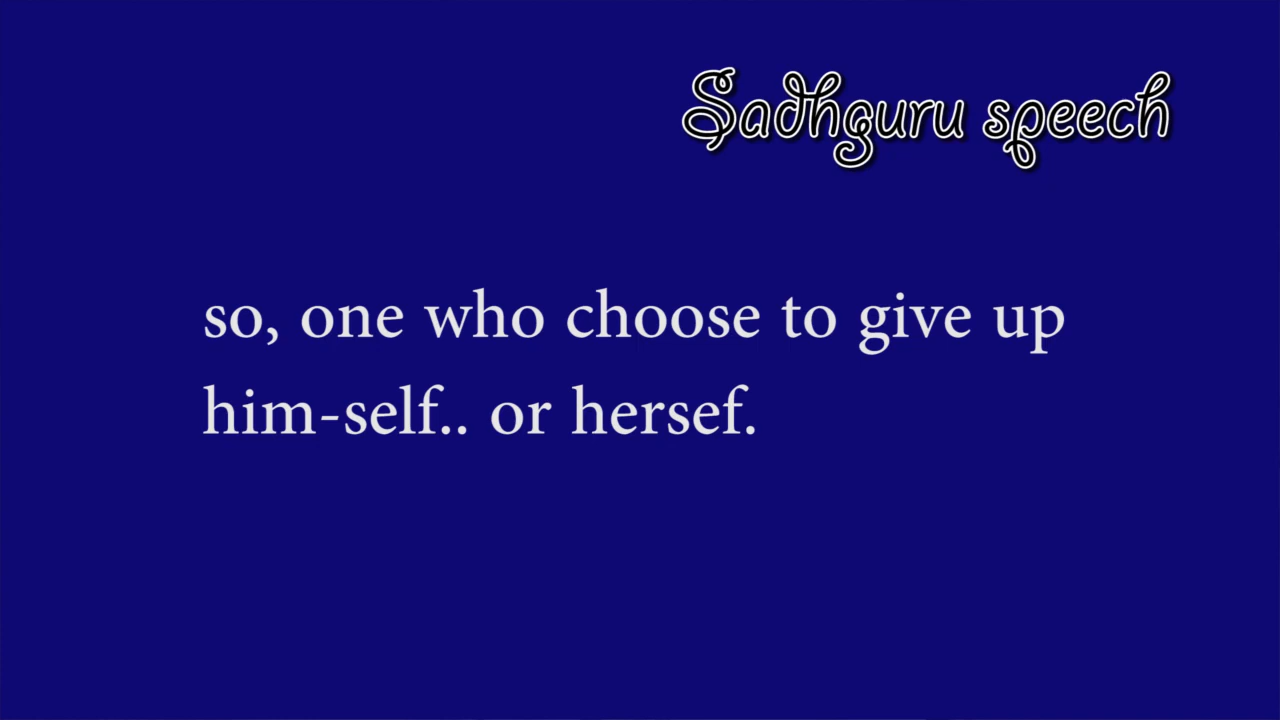 Sadhguru speech
so, one who choose to give up
him-self.. or hersef.